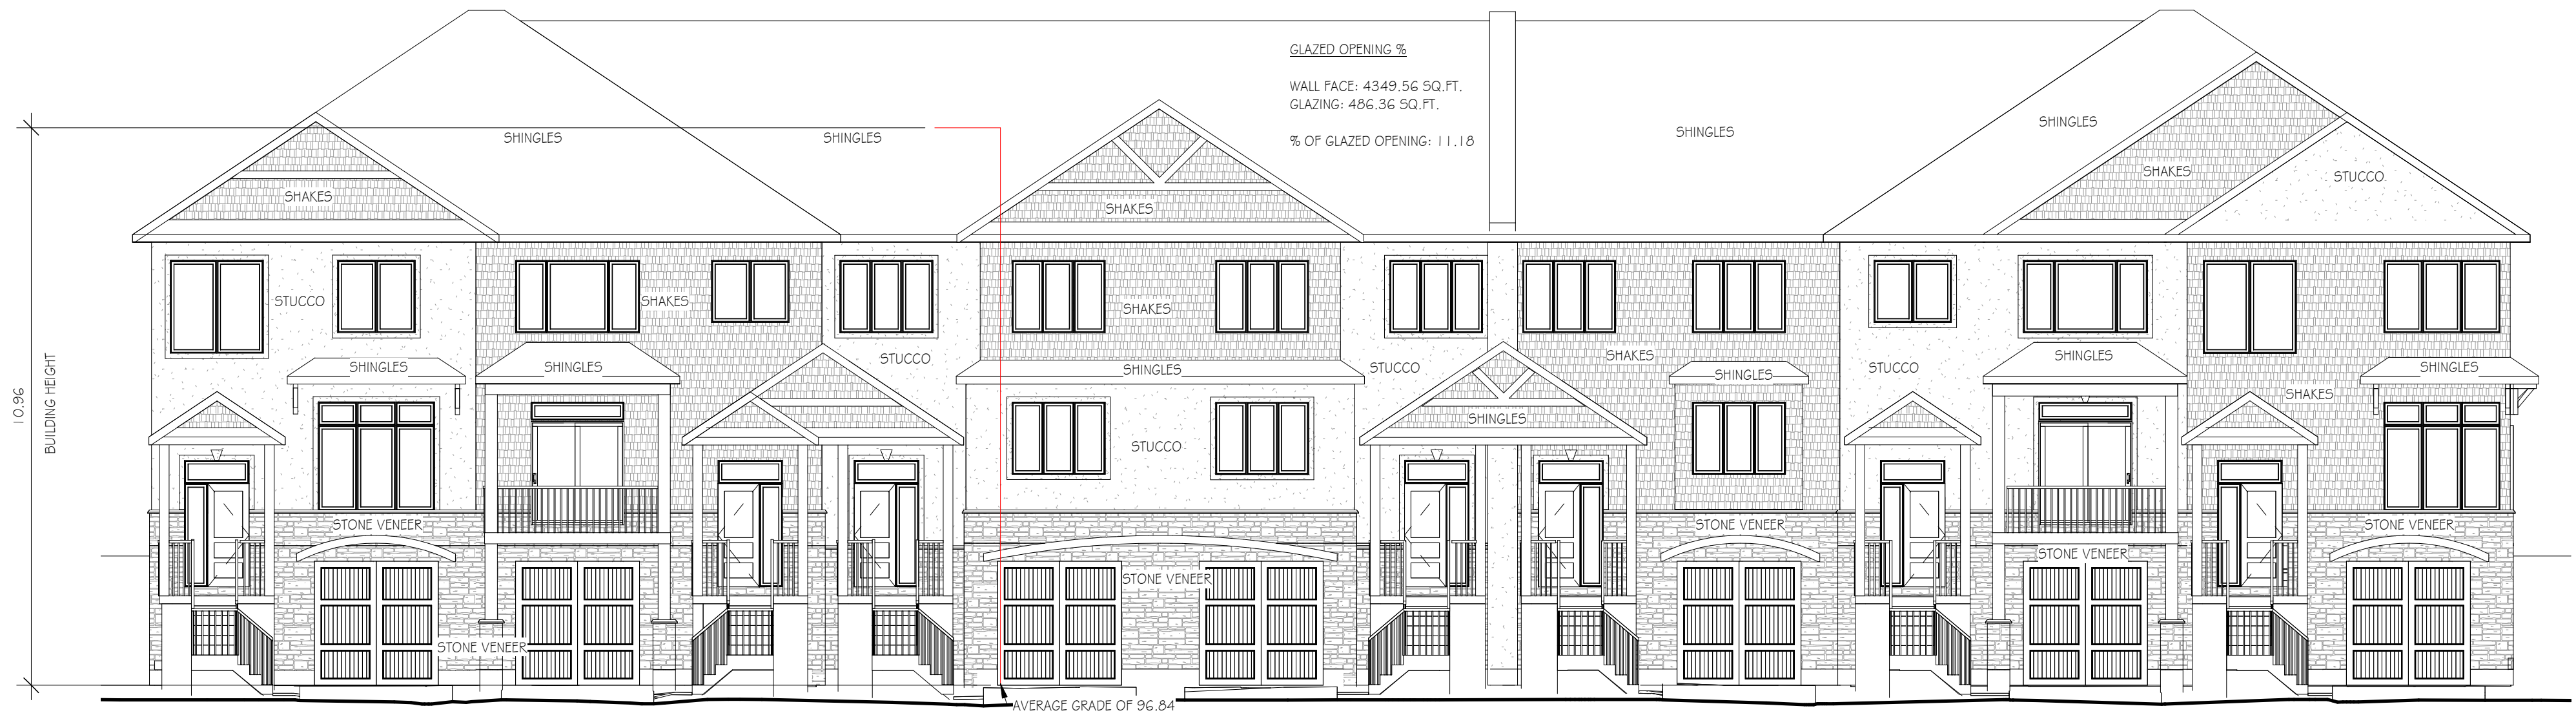 GLAZED OPENING %
WALL FACE: 4349.56 SQ.FT.
GLAZING: 486.36 SQ.FT.
% OF GLAZED OPENING: 11.18
SHINGLES
SHINGLES
SHINGLES
SHINGLES
SHAKES
SHAKES
SHAKES
STUCCO
STUCCO
SHAKES
SHAKES
STUCCO
SHAKES
STUCCO
STUCCO
SHINGLES
SHINGLES
SHINGLES
SHINGLES
SHINGLES
SHINGLES
SHAKES
10.96
BUILDING HEIGHT
STUCCO
SHINGLES
STONE VENEER
STONE VENEER
STONE VENEER
STONE VENEER
STONE VENEER
STONE VENEER
AVERAGE GRADE OF 96.84